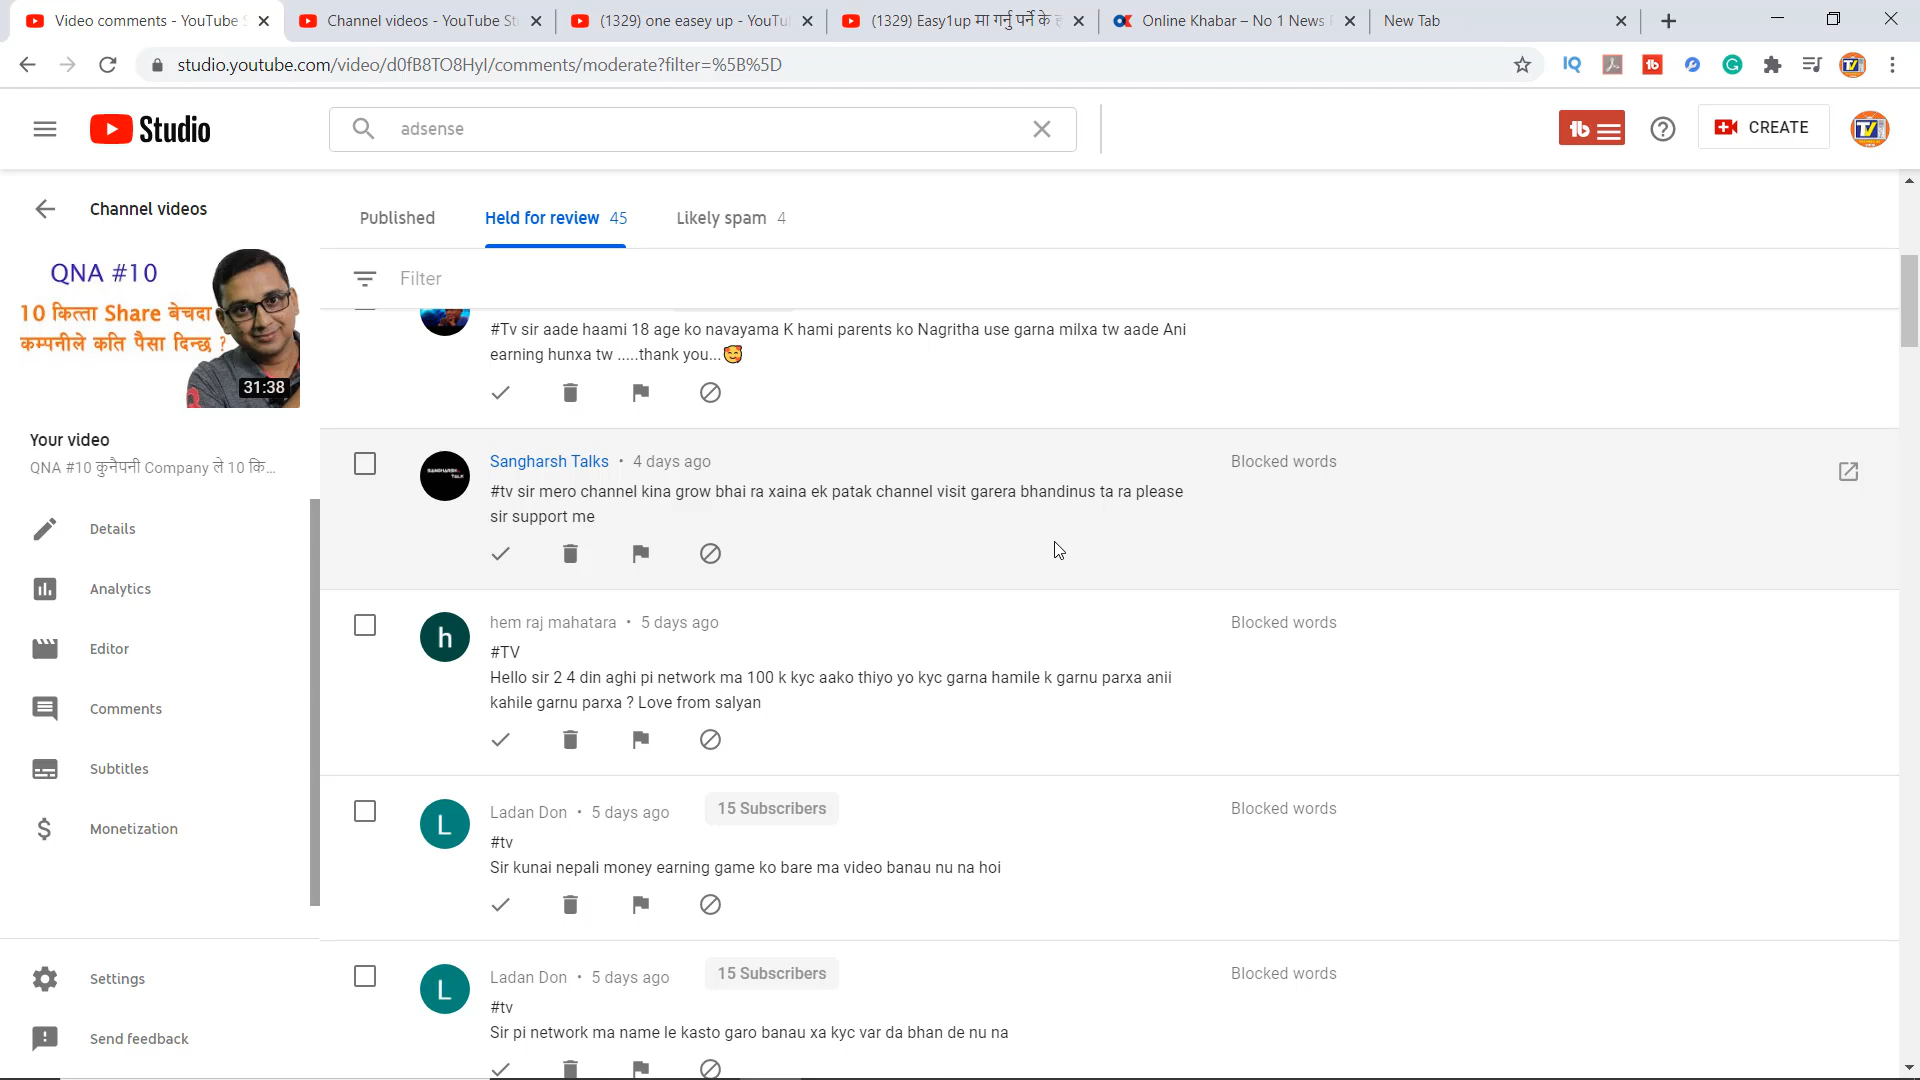 Video comments - YouTube S
Channel videos - YouTube St
(1329) one easey up - YouTu
(1329) Easy1up मा गर्नु पर्ने के ह
Online Khabar – No 1 News P
New Tab
studio.youtube.com/video/d0fB8TO8HyI/comments/moderate?filter=%5B%5D
Studio
adsense
CREATE
Channel videos
QNA #10
10 कित्ता Share बेचदा
कम्पनीले कति पैसा दिन्छ ?
31:38
Your video
QNA #10 कुनैपनी Company ले 10 कि...
Details
Analytics
Editor
Comments
Subtitles
Monetization
Settings
Send feedback
Published
Held for review 45
Likely spam 4
Filter
#Tv sir aade haami 18 age ko navayama K hami parents ko Nagritha use garna milxa tw aade Ani
earning hunxa tw .....thank you...🥰
Sangharsh Talks • 4 days ago
Blocked words
#tv sir mero channel kina grow bhai ra xaina ek patak channel visit garera bhandinus ta ra please
sir support me
hem raj mahatara • 5 days ago
Blocked words
#TV
Hello sir 2 4 din aghi pi network ma 100 k kyc aako thiyo yo kyc garna hamile k garnu parxa anii
kahile garnu parxa ? Love from salyan
Ladan Don • 5 days ago
15 Subscribers
Blocked words
#tv
Sir kunai nepali money earning game ko bare ma video banau nu na hoi
Ladan Don • 5 days ago
15 Subscribers
Blocked words
#tv
Sir pi network ma name le kasto garo banau xa kyc var da bhan de nu na